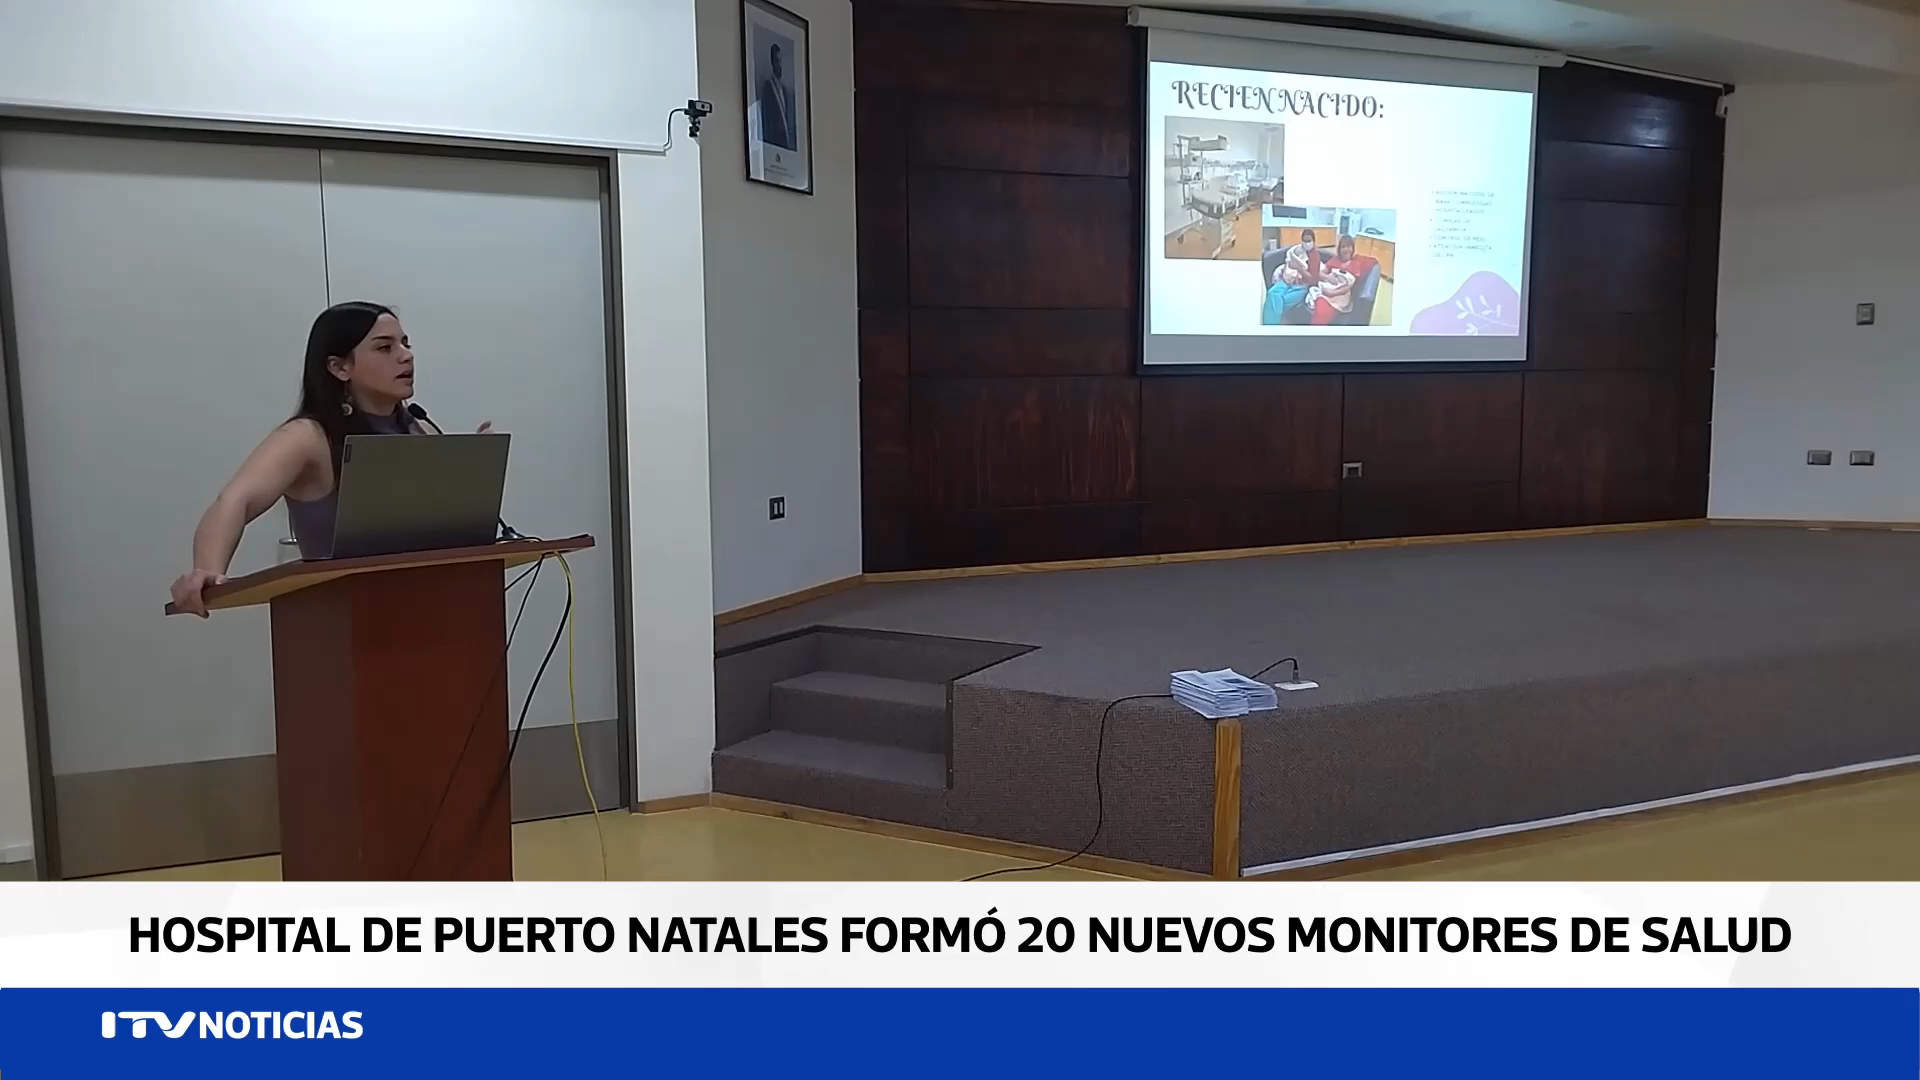 RECIEN NACIDO:
HOSPITAL DE PUERTO NATALES FORMÓ 20 NUEVOS MONITORES DE SALUD
ITV NOTICIAS